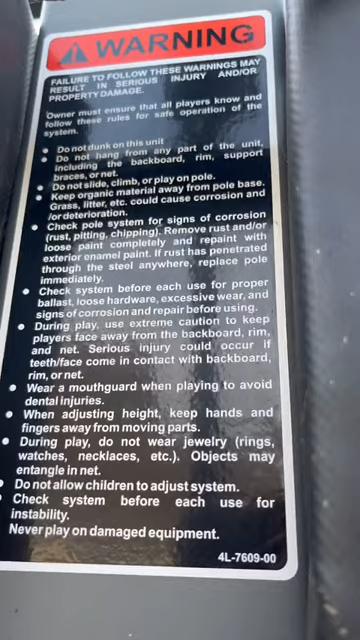 WARNING
FAILURE TO FOLLOW THESE WARNINGS MAY
RESULT IN SERIOUS INJURY AND/OR
PROPERTY DAMAGE.
Owner must ensure that all players know and
follow these rules for safe operation of the
system.
• Do not dunk on this unit
• Do not hang from any part of the unit,
including the backboard, rim, support
braces, or net.
• Do not slide, climb, or play on pole.
• Keep organic material away from pole base.
Grass, litter, etc. could cause corrosion and
/or deterioration.
• Check pole system for signs of corrosion
(rust, pitting, chipping). Remove rust and/or
loose paint completely and repaint with
exterior enamel paint. If rust has penetrated
through the steel anywhere, replace pole
immediately.
• Check system before each use for proper
ballast, loose hardware, excessive wear, and
signs of corrosion and repair before using.
• During play, use extreme caution to keep
players face away from the backboard, rim,
and net. Serious injury could occur if
teeth/face come in contact with backboard,
rim, or net.
• Wear a mouthguard when playing to avoid
dental injuries.
• When adjusting height, keep hands and
fingers away from moving parts.
• During play, do not wear jewelry (rings,
watches, necklaces, etc.). Objects may
entangle in net.
• Do not allow children to adjust system.
• Check system before each use for
instability.
Never play on damaged equipment.
4L-7609-00